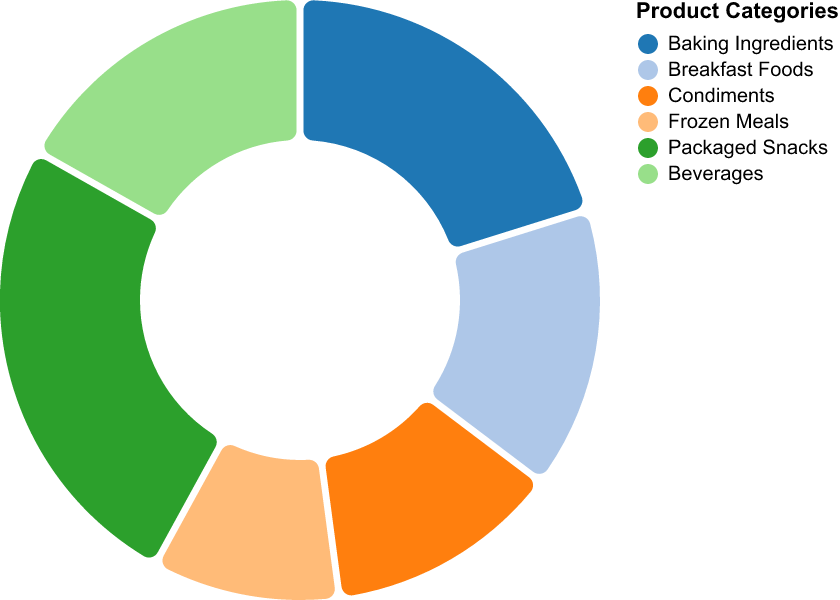 Product Categories
Baking Ingredients
Breakfast Foods
Condiments
Frozen Meals
Packaged Snacks
Beverages